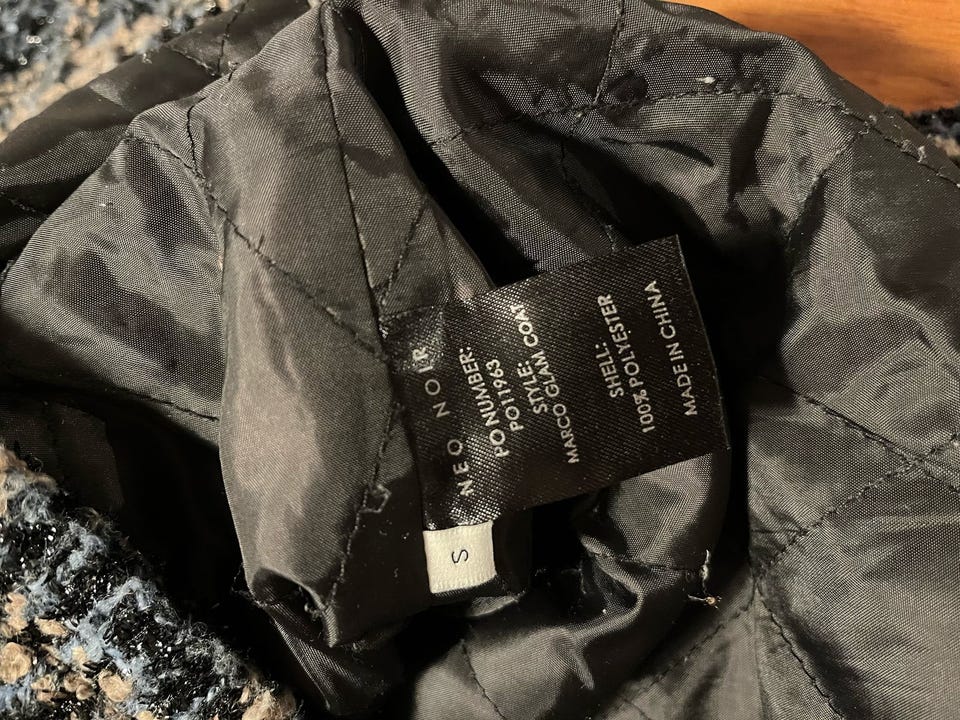 NEO NOIR
PO NUMBER:
PO11963
STYLE:
MARCO GLAM COAT
SHELL:
100% POLYESTER
MADE IN CHINA
S